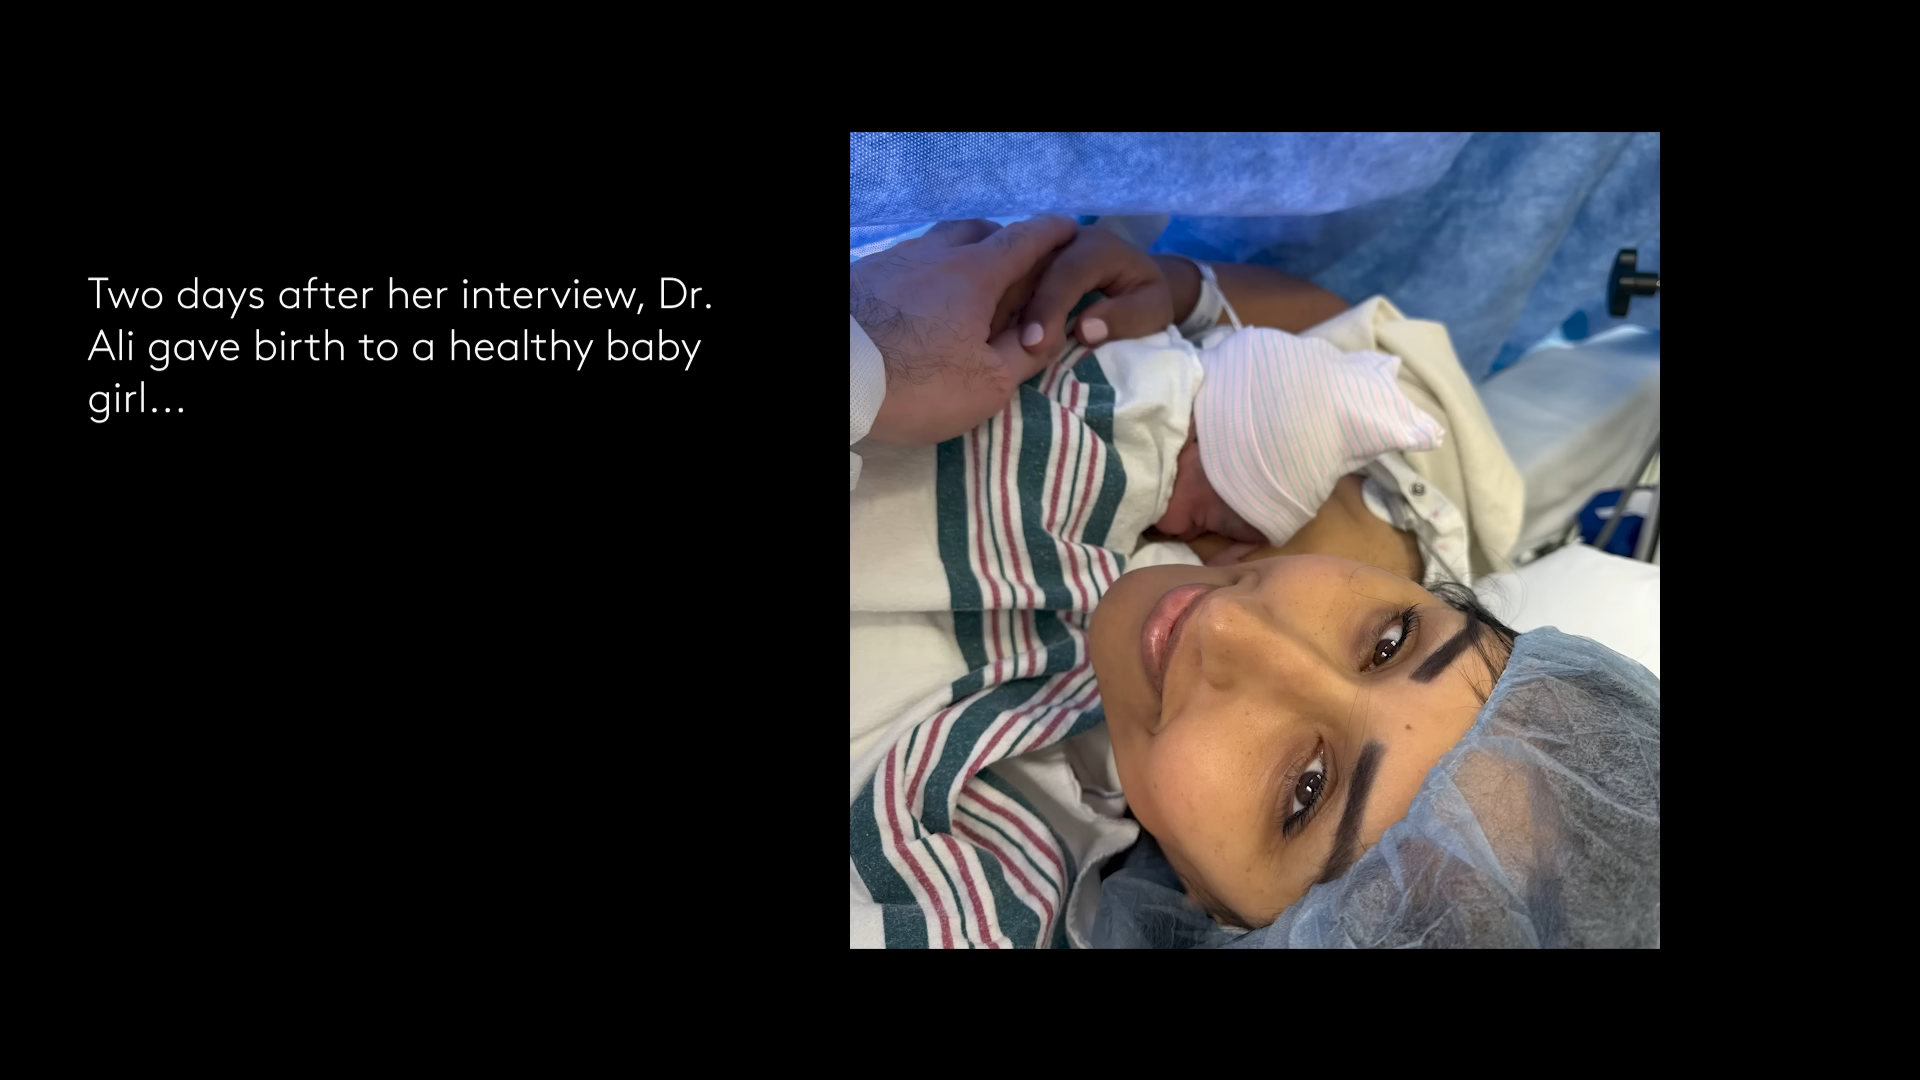 Two days after her interview, Dr.
Ali gave birth to a healthy baby
girl...